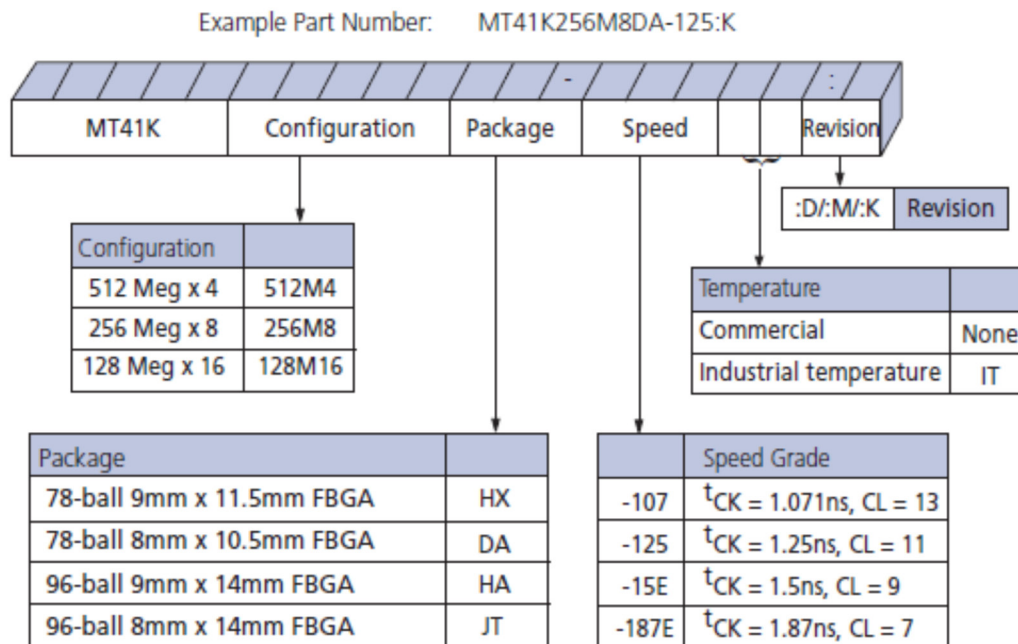 Example Part Number: MT41K256M8DA-125:K
- :
MT41K Configuration Package Speed Revision
:D/:M/:K Revision
Configuration
512 Meg x 4 512M4
256 Meg x 8 256M8
128 Meg x 16 128M16
Temperature
Commercial None
Industrial temperature IT
Package
78-ball 9mm x 11.5mm FBGA HX
78-ball 8mm x 10.5mm FBGA DA
96-ball 9mm x 14mm FBGA HA
96-ball 8mm x 14mm FBGA JT
Speed Grade
-107 tCK = 1.071ns, CL = 13
-125 tCK = 1.25ns, CL = 11
-15E tCK = 1.5ns, CL = 9
-187E tCK = 1.87ns, CL = 7